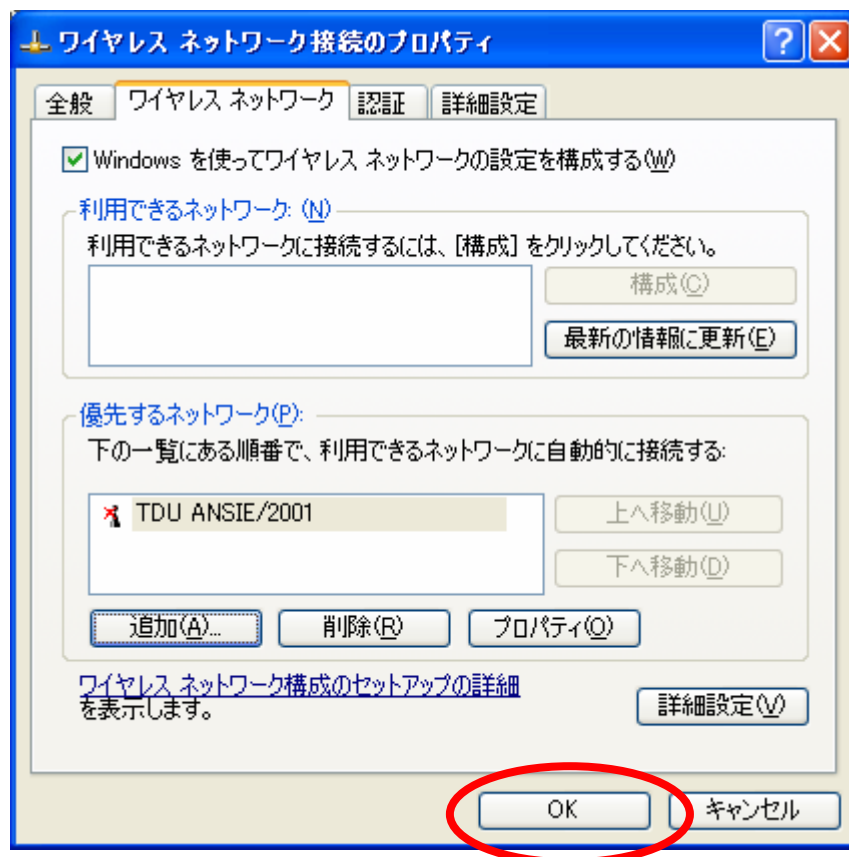 ワイヤレス ネットワーク接続のプロパティ
全般 ワイヤレス ネットワーク 認証 詳細設定
Windows を使ってワイヤレス ネットワークの設定を構成する(W)
利用できるネットワーク: (N)
利用できるネットワークに接続するには、[構成] をクリックしてください。
構成(C)
最新の情報に更新(E)
優先するネットワーク(P):
下の一覧にある順番で、利用できるネットワークに自動的に接続する:
TDU ANSIE/2001
上へ移動(U)
下へ移動(D)
追加(A)... 削除(R) プロパティ(O)
ワイヤレス ネットワーク構成のセットアップの詳細
を表示します。
詳細設定(V)
OK キャンセル